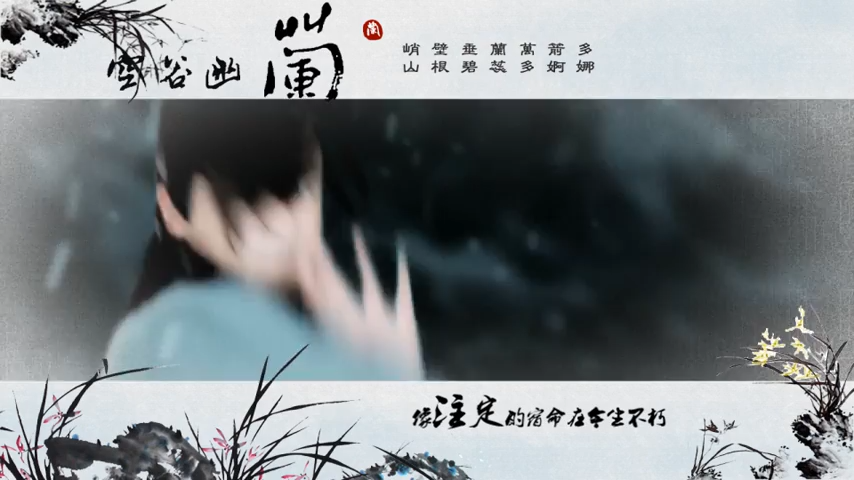 空谷幽蘭
蘭
峭壁垂蘭萬箭多
山根碧蕊多婀娜
像注定的宿命在今生不朽